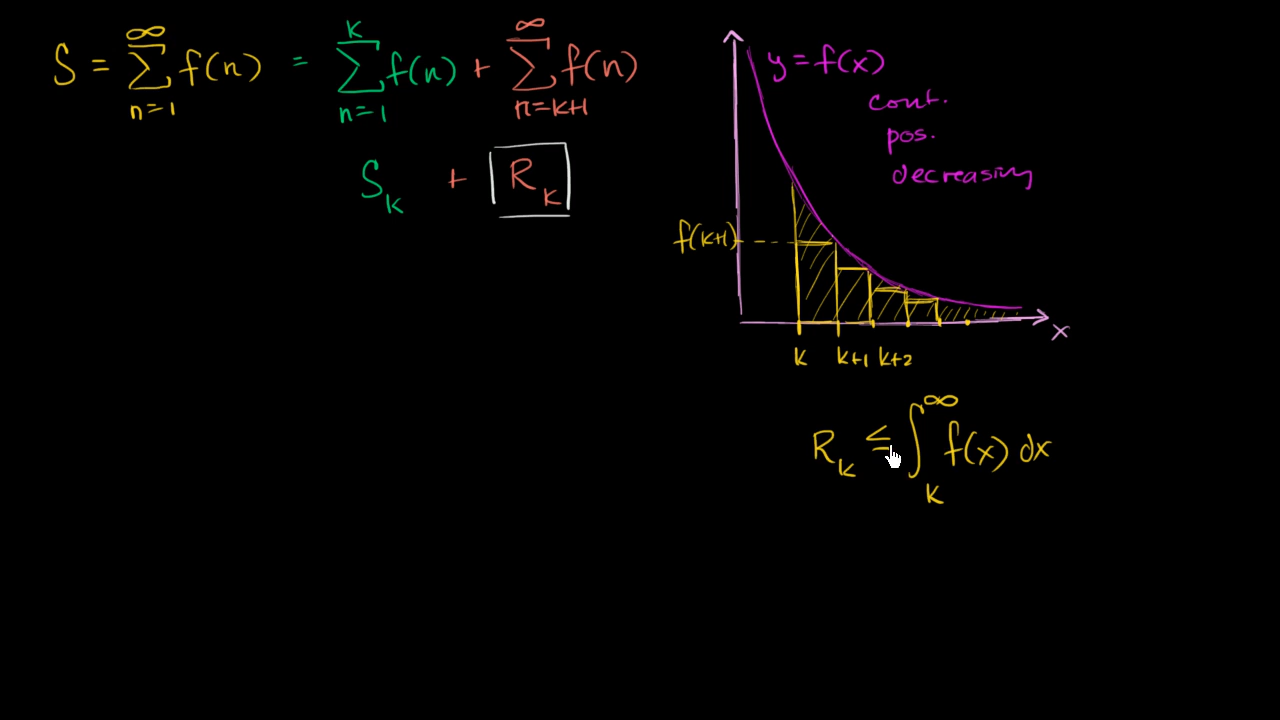 S = ∑_{n=1}^{∞} f(n) = ∑_{n=1}^{k} f(n) + ∑_{n=k+1}^{∞} f(n)
S_k + R_k
y = f(x)
cont.
pos.
decreasing
f(k+1)
x
k k+1 k+2
R_k ≤ ∫_k^∞ f(x) dx